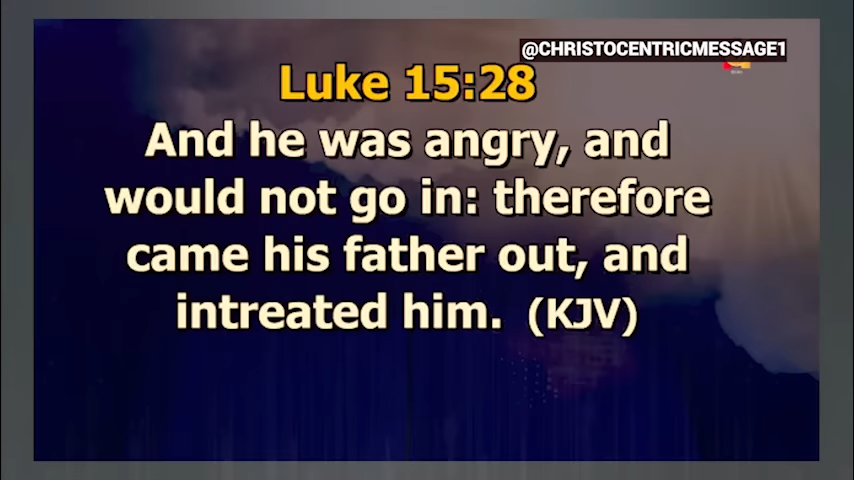 @CHRISTOCENTRICMESSAGE1
Luke 15:28
And he was angry, and
would not go in: therefore
came his father out, and
intreated him. (KJV)